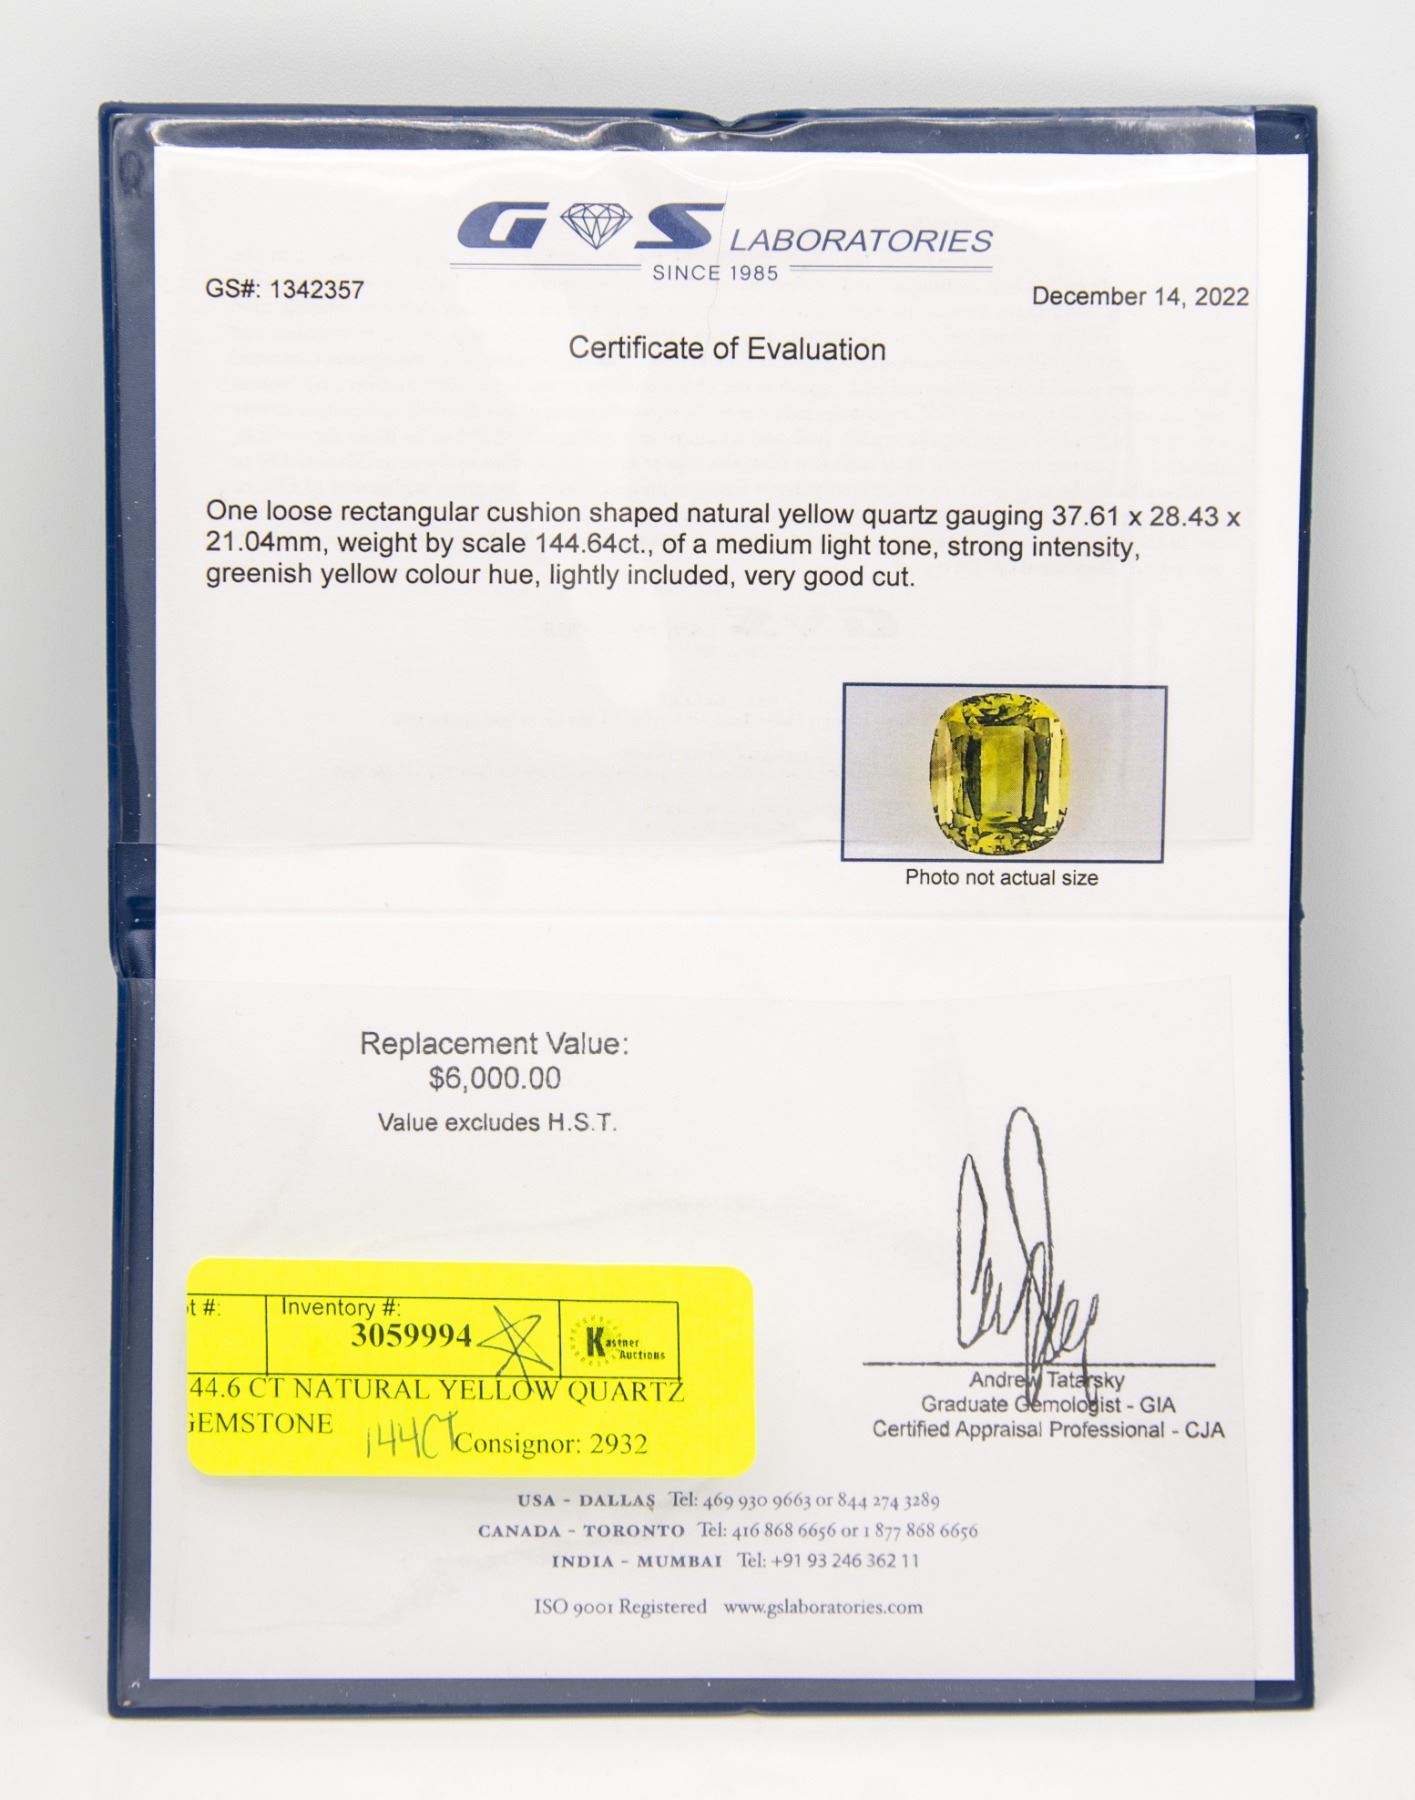 GS LABORATORIES
SINCE 1985
GS#: 1342357
December 14, 2022
Certificate of Evaluation
One loose rectangular cushion shaped natural yellow quartz gauging 37.61 x 28.43 x
21.04mm, weight by scale 144.64ct., of a medium light tone, strong intensity,
greenish yellow colour hue, lightly included, very good cut.
Photo not actual size
Replacement Value:
$6,000.00
Value excludes H.S.T.
t #:
Inventory #:
3059994
Kastner
Auctions
44.6 CT NATURAL YELLOW QUARTZ
GEMSTONE
144CT
Consignor: 2932
Andrew Tatarsky
Graduate Gemologist - GIA
Certified Appraisal Professional - CJA
USA - DALLAS Tel: 469 930 9663 or 844 274 3289
CANADA - TORONTO Tel: 416 868 6656 or 1 877 868 6656
INDIA - MUMBAI Tel: +91 93 246 362 11
ISO 9001 Registered www.gslaboratories.com